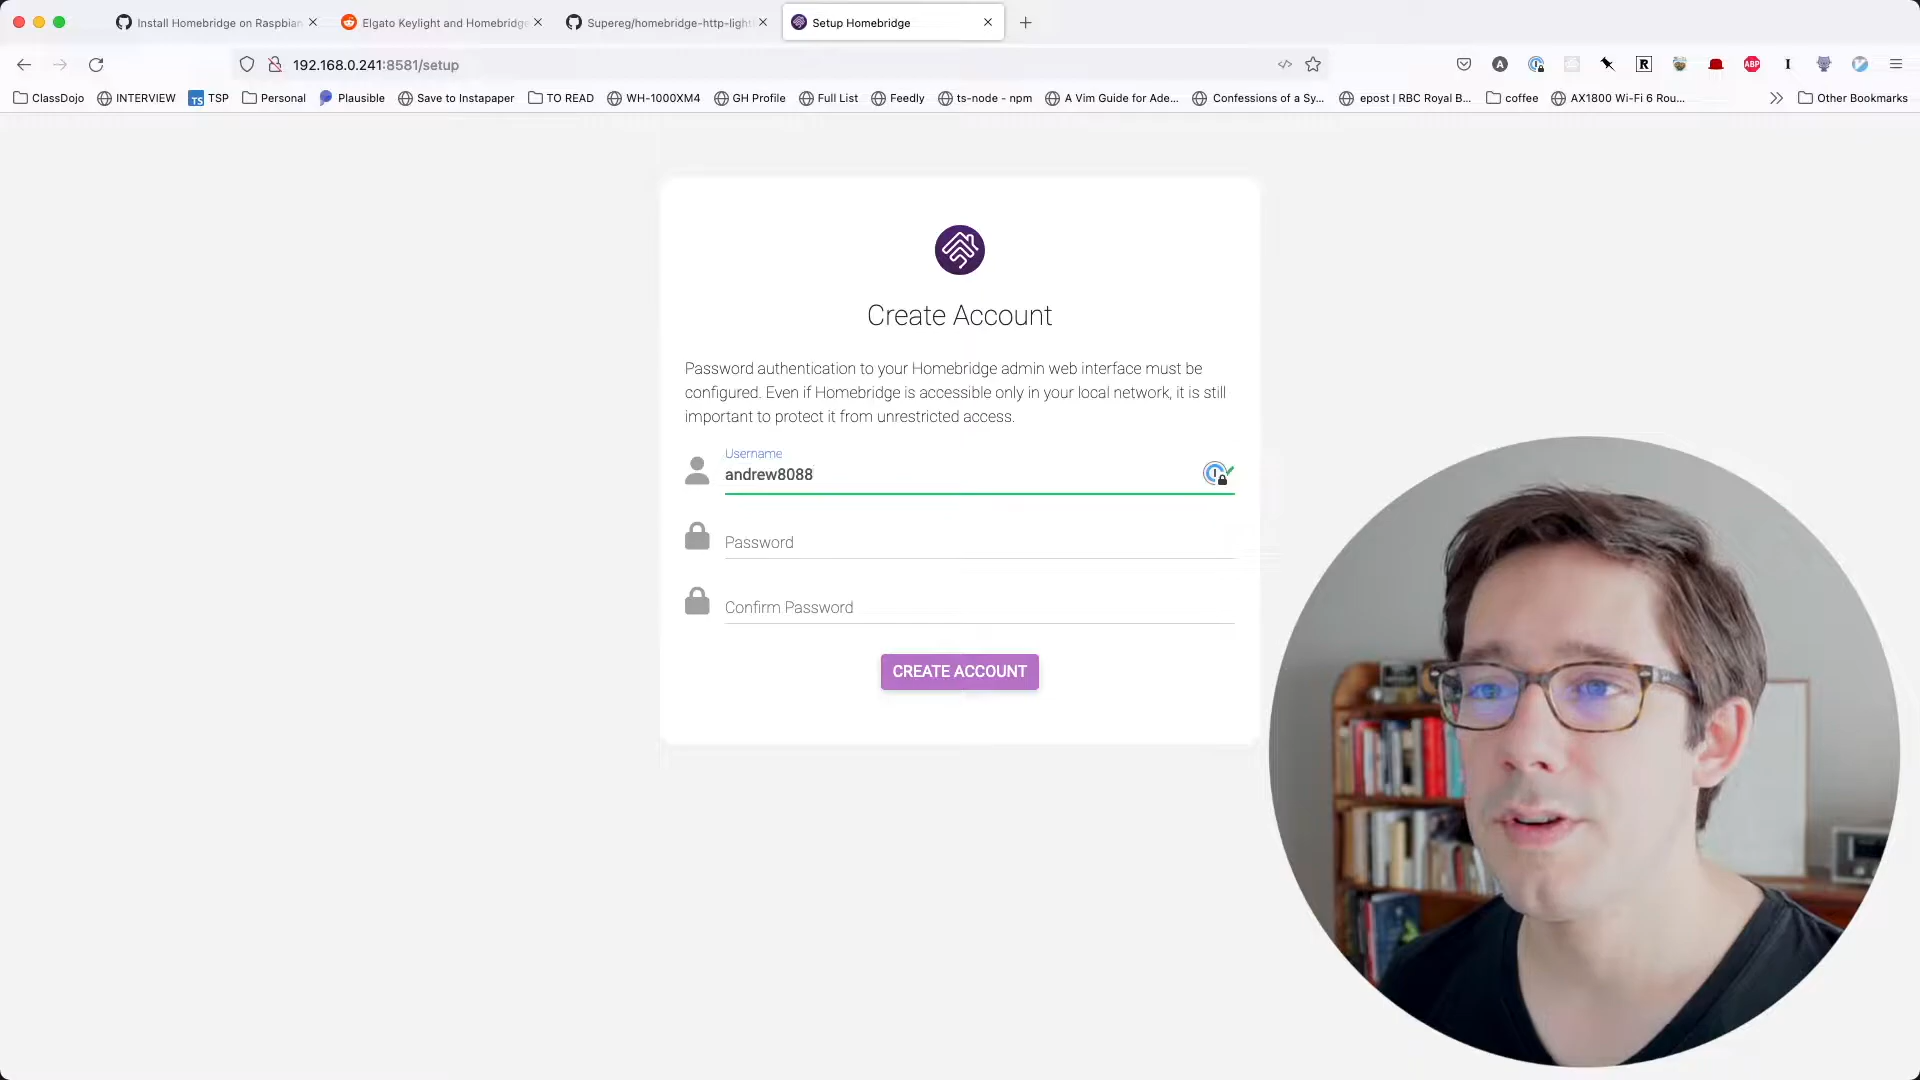 Install Homebridge on Raspbian
Elgato Keylight and Homebridge
Supereg/homebridge-http-light
Setup Homebridge
192.168.0.241:8581/setup
ClassDojo
INTERVIEW
TS TSP
Personal
Plausible
Save to Instapaper
TO READ
WH-1000XM4
GH Profile
Full List
Feedly
ts-node - npm
A Vim Guide for Ade...
Confessions of a Sy...
epost | RBC Royal B...
coffee
AX1800 Wi-Fi 6 Rou...
Other Bookmarks
A
R
ABP
I
Create Account
Password authentication to your Homebridge admin web interface must be
configured. Even if Homebridge is accessible only in your local network, it is still
important to protect it from unrestricted access.
Username
andrew8088
Password
Confirm Password
CREATE ACCOUNT